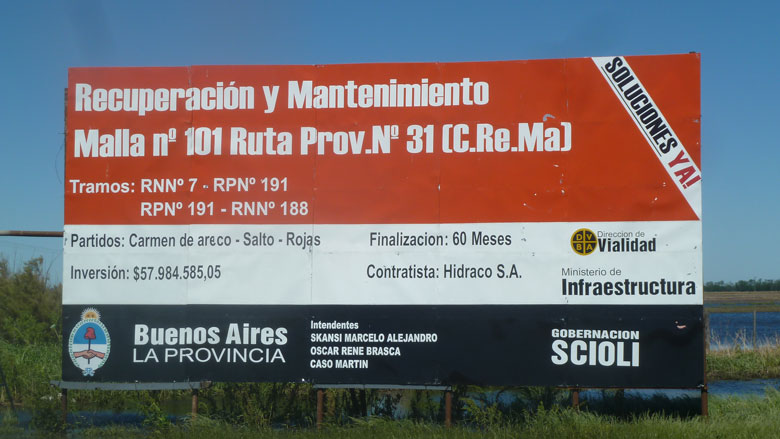 Recuperación y Mantenimiento
Malla nº 101 Ruta Prov.Nº 31 (C.Re.Ma)
SOLUCIONES YA!
Tramos: RNNº 7 - RPNº 191
RPNº 191 - RNNº 188
Partidos: Carmen de areco - Salto - Rojas
Finalizacion: 60 Meses
DVBA
Direccion de
Vialidad
Inversión: $57.984.585,05
Contratista: Hidraco S.A.
Ministerio de
Infraestructura
Buenos Aires
LA PROVINCIA
Intendentes
SKANSI MARCELO ALEJANDRO
OSCAR RENE BRASCA
CASO MARTIN
GOBERNACION
SCIOLI